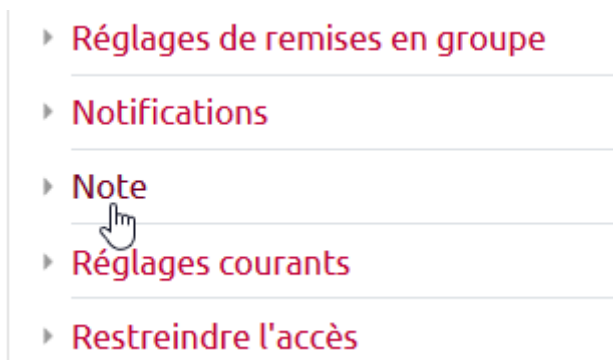 Réglages de remises en groupe
Notifications
Note
Réglages courants
Restreindre l'accès